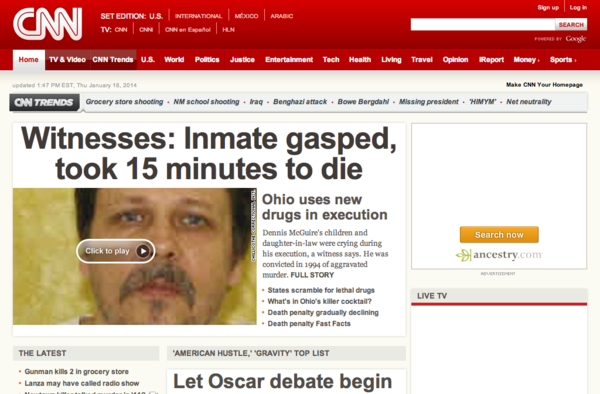 CNN
SET EDITION: U.S. INTERNATIONAL MÉXICO ARABIC
TV: CNN CNNi CNN en Español HLN
Sign up Log in
SEARCH
POWERED BY Google
Home TV & Video CNN Trends U.S. World Politics Justice Entertainment Tech Health Living Travel Opinion iReport Money Sports
updated 1:47 PM EST, Thu January 16, 2014
Make CNN Your Homepage
CNN TRENDS Grocery store shooting NM school shooting Iraq Benghazi attack Bowe Bergdahl Missing president 'HIMYM' Net neutrality
Witnesses: Inmate gasped,
took 15 minutes to die
Click to play
Ohio uses new
drugs in execution
Dennis McGuire's children and
daughter-in-law were crying during
his execution, a witness says. He was
convicted in 1994 of aggravated
murder. FULL STORY
States scramble for lethal drugs
What's in Ohio's killer cocktail?
Death penalty gradually declining
Death penalty Fast Facts
Search now
ancestry.com
ADVERTISEMENT
LIVE TV
THE LATEST
Gunman kills 2 in grocery store
Lanza may have called radio show
'AMERICAN HUSTLE,' 'GRAVITY' TOP LIST
Let Oscar debate begin